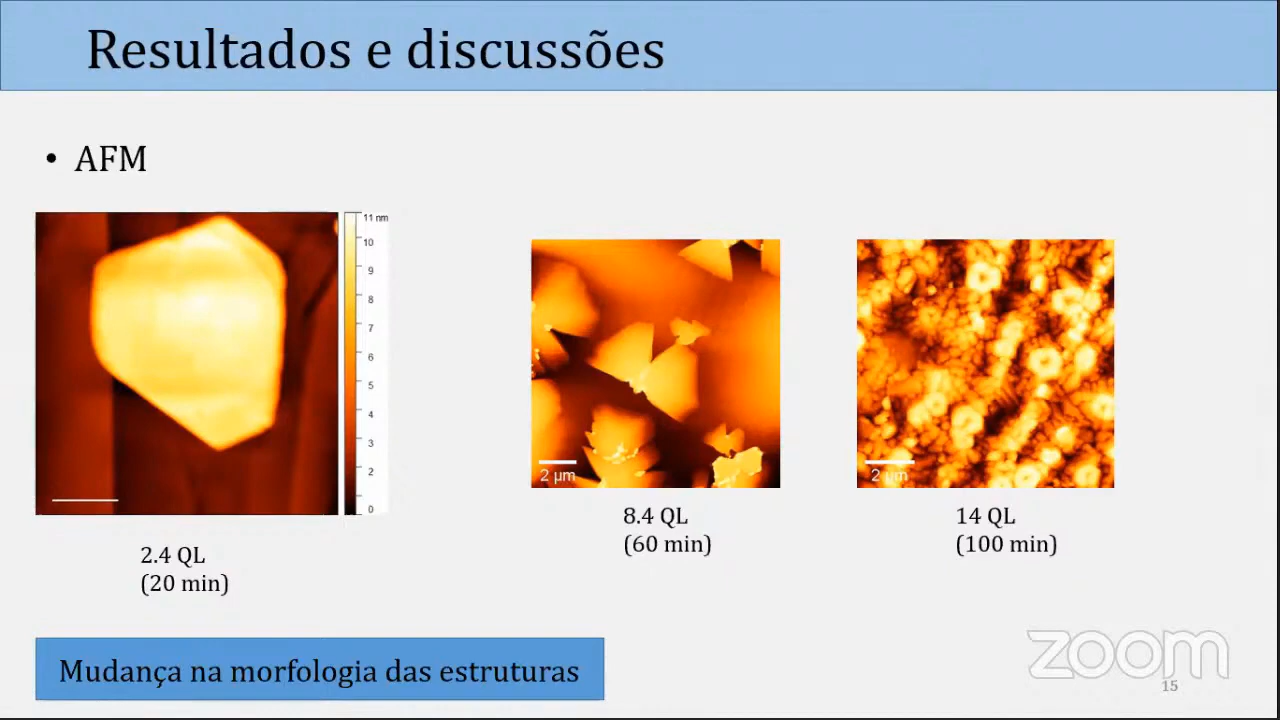 Resultados e discussões
• AFM
11 nm
10
9
8
7
6
5
4
3
2
1
0
2 μm
2 μm
2.4 QL
(20 min)
8.4 QL
(60 min)
14 QL
(100 min)
Mudança na morfologia das estruturas
zoom
15